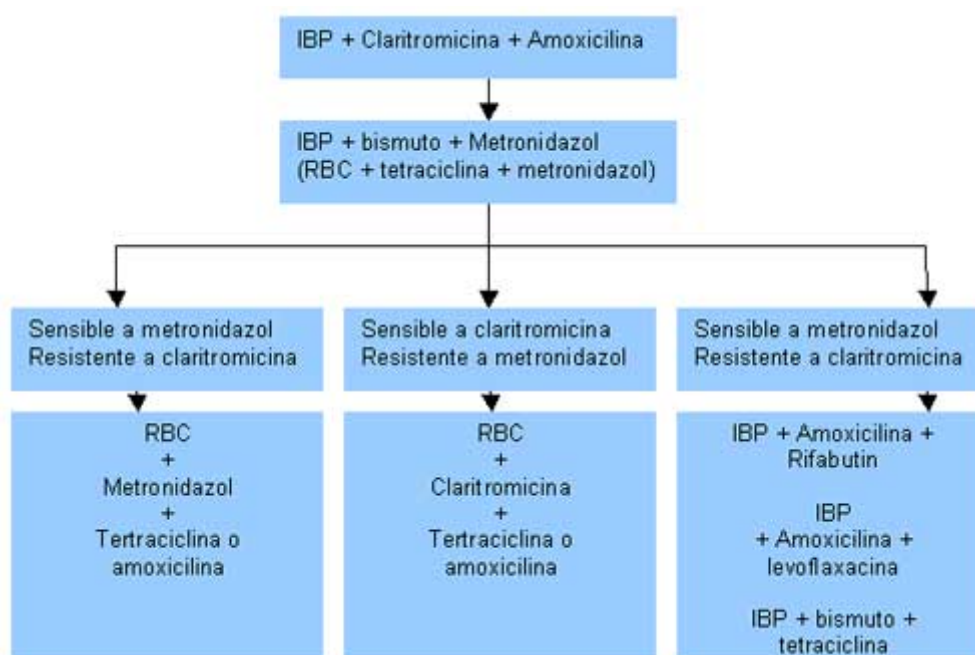 IBP + Claritromicina + Amoxicilina
IBP + bismuto + Metronidazol
(RBC + tetraciclina + metronidazol)
Sensible a metronidazol
Resistente a claritromicina
Sensible a claritromicina
Resistente a metronidazol
Sensible a metronidazol
Resistente a claritromicina
RBC
+
Metronidazol
+
Tertraciclina o
amoxicilina
RBC
+
Claritromicina
+
Tertraciclina o
amoxicilina
IBP + Amoxicilina +
Rifabutin
IBP
+ Amoxicilina +
levoflaxacina
IBP + bismuto +
tetraciclina